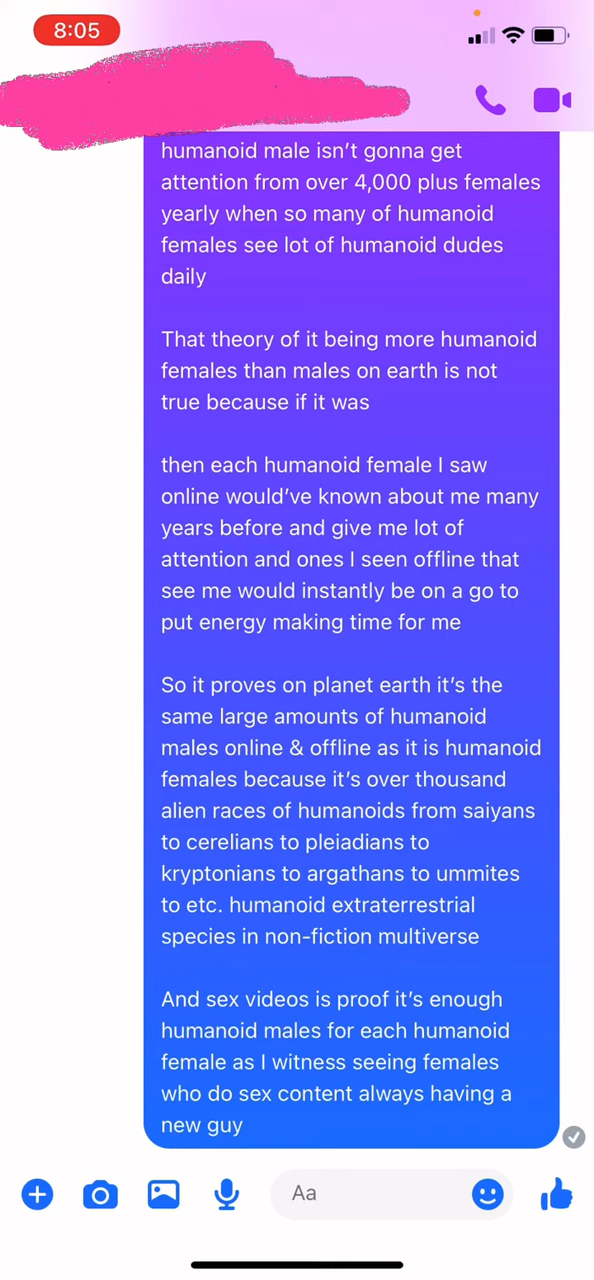 8:05
humanoid male isn’t gonna get
attention from over 4,000 plus females
yearly when so many of humanoid
females see lot of humanoid dudes
daily
That theory of it being more humanoid
females than males on earth is not
true because if it was
then each humanoid female I saw
online would’ve known about me many
years before and give me lot of
attention and ones I seen offline that
see me would instantly be on a go to
put energy making time for me
So it proves on planet earth it’s the
same large amounts of humanoid
males online & offline as it is humanoid
females because it’s over thousand
alien races of humanoids from saiyans
to cerelians to pleiadians to
kryptonians to argathans to ummites
to etc. humanoid extraterrestrial
species in non-fiction multiverse
And sex videos is proof it’s enough
humanoid males for each humanoid
female as I witness seeing females
who do sex content always having a
new guy
Aa